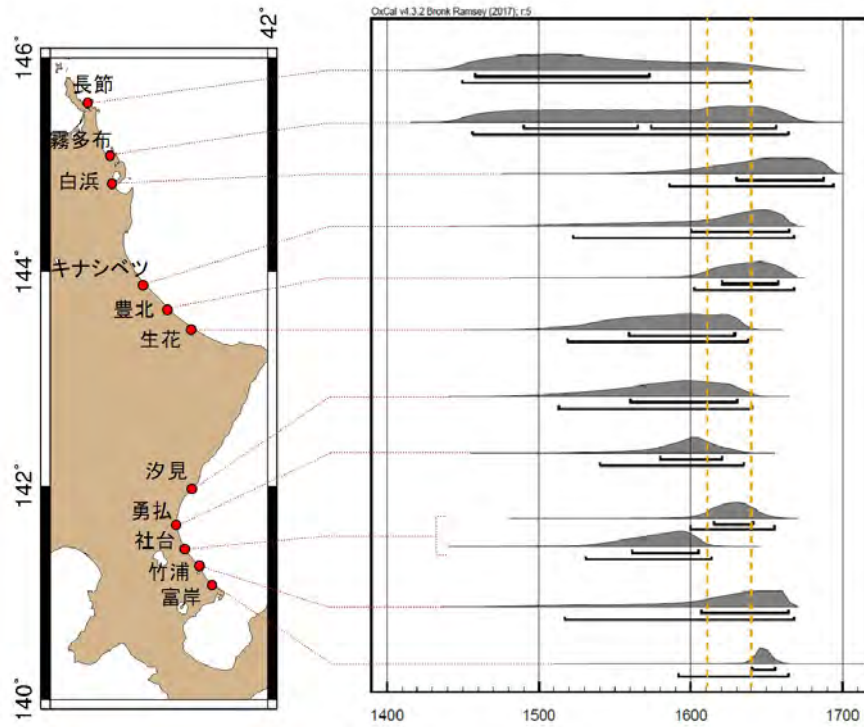 OxCal v4.3.2 Bronk Ramsey (2017); r:5
42°
146°
長節
霧多布
白浜
144°
キナシベツ
豊北
生花
142°
汐見
勇払
社台
竹浦
富岸
140°
1400 1500 1600 1700